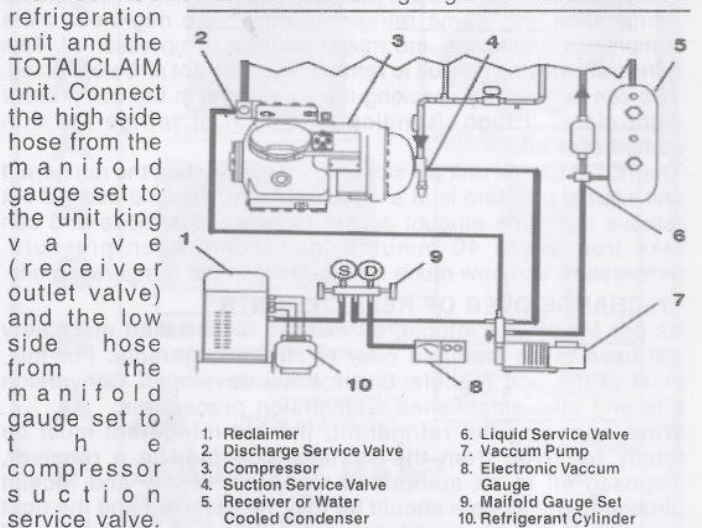 refrigeration
unit and the
TOTALCLAIM
unit. Connect
the high side
hose from the
manifold
gauge set to
the unit king
valve
(receiver
outlet valve)
and the low
side hose
from the
manifold
gauge into
the
compressor
suction
service valve.
2
3
4
5
1
S D
9
6
7
8
10
1. Reclaimer
2. Discharge Service Valve
3. Compressor
4. Suction Service Valve
5. Receiver or Water
Cooled Condenser
6. Liquid Service Valve
7. Vaccum Pump
8. Electronic Vaccum
Gauge
9. Maifold Gauge Set
10. Refrigerant Cylinder